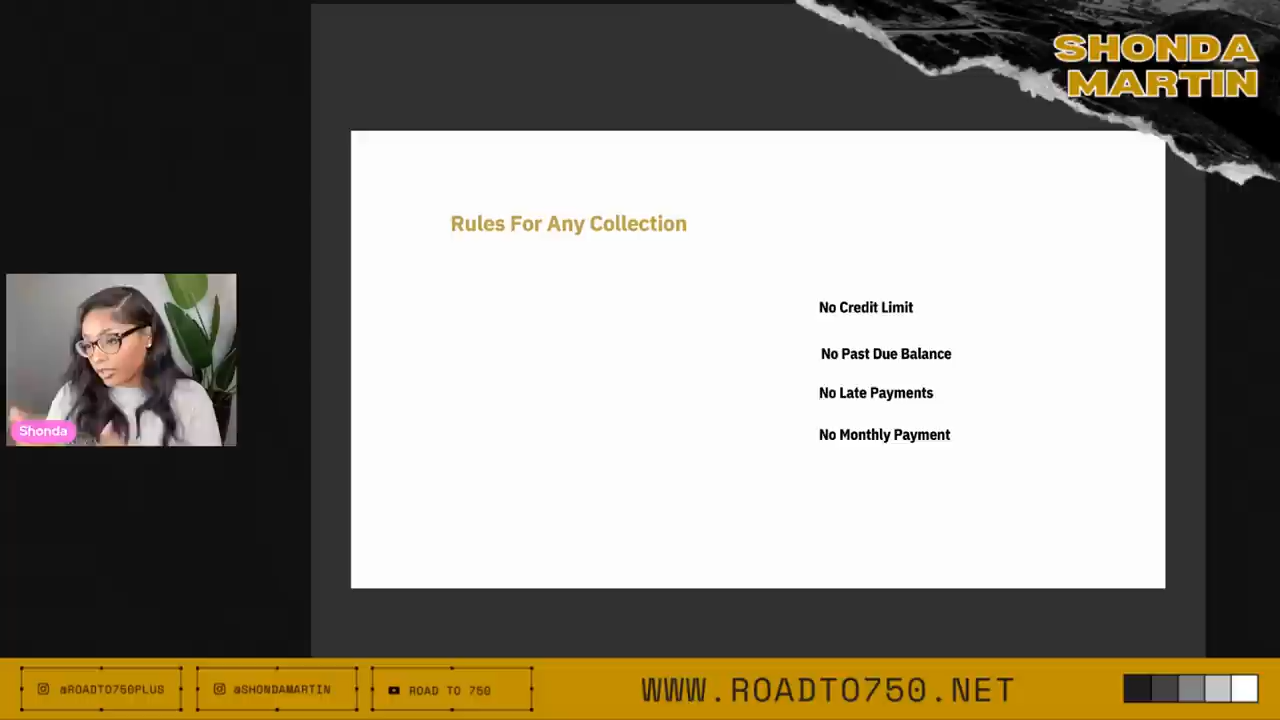 SHONDA
MARTIN
Rules For Any Collection
No Credit Limit
No Past Due Balance
No Late Payments
No Monthly Payment
Shonda
@ROADTO750PLUS
@SHONDAMARTIN
ROAD TO 750
WWW.ROADTO750.NET